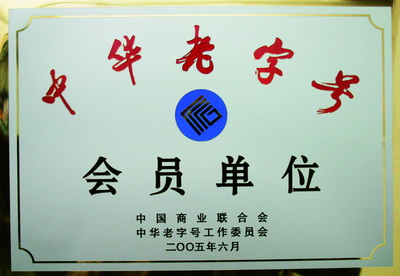 中华老字号
会员单位
中国商业联合会
中华老字号工作委员会
二〇〇五年六月